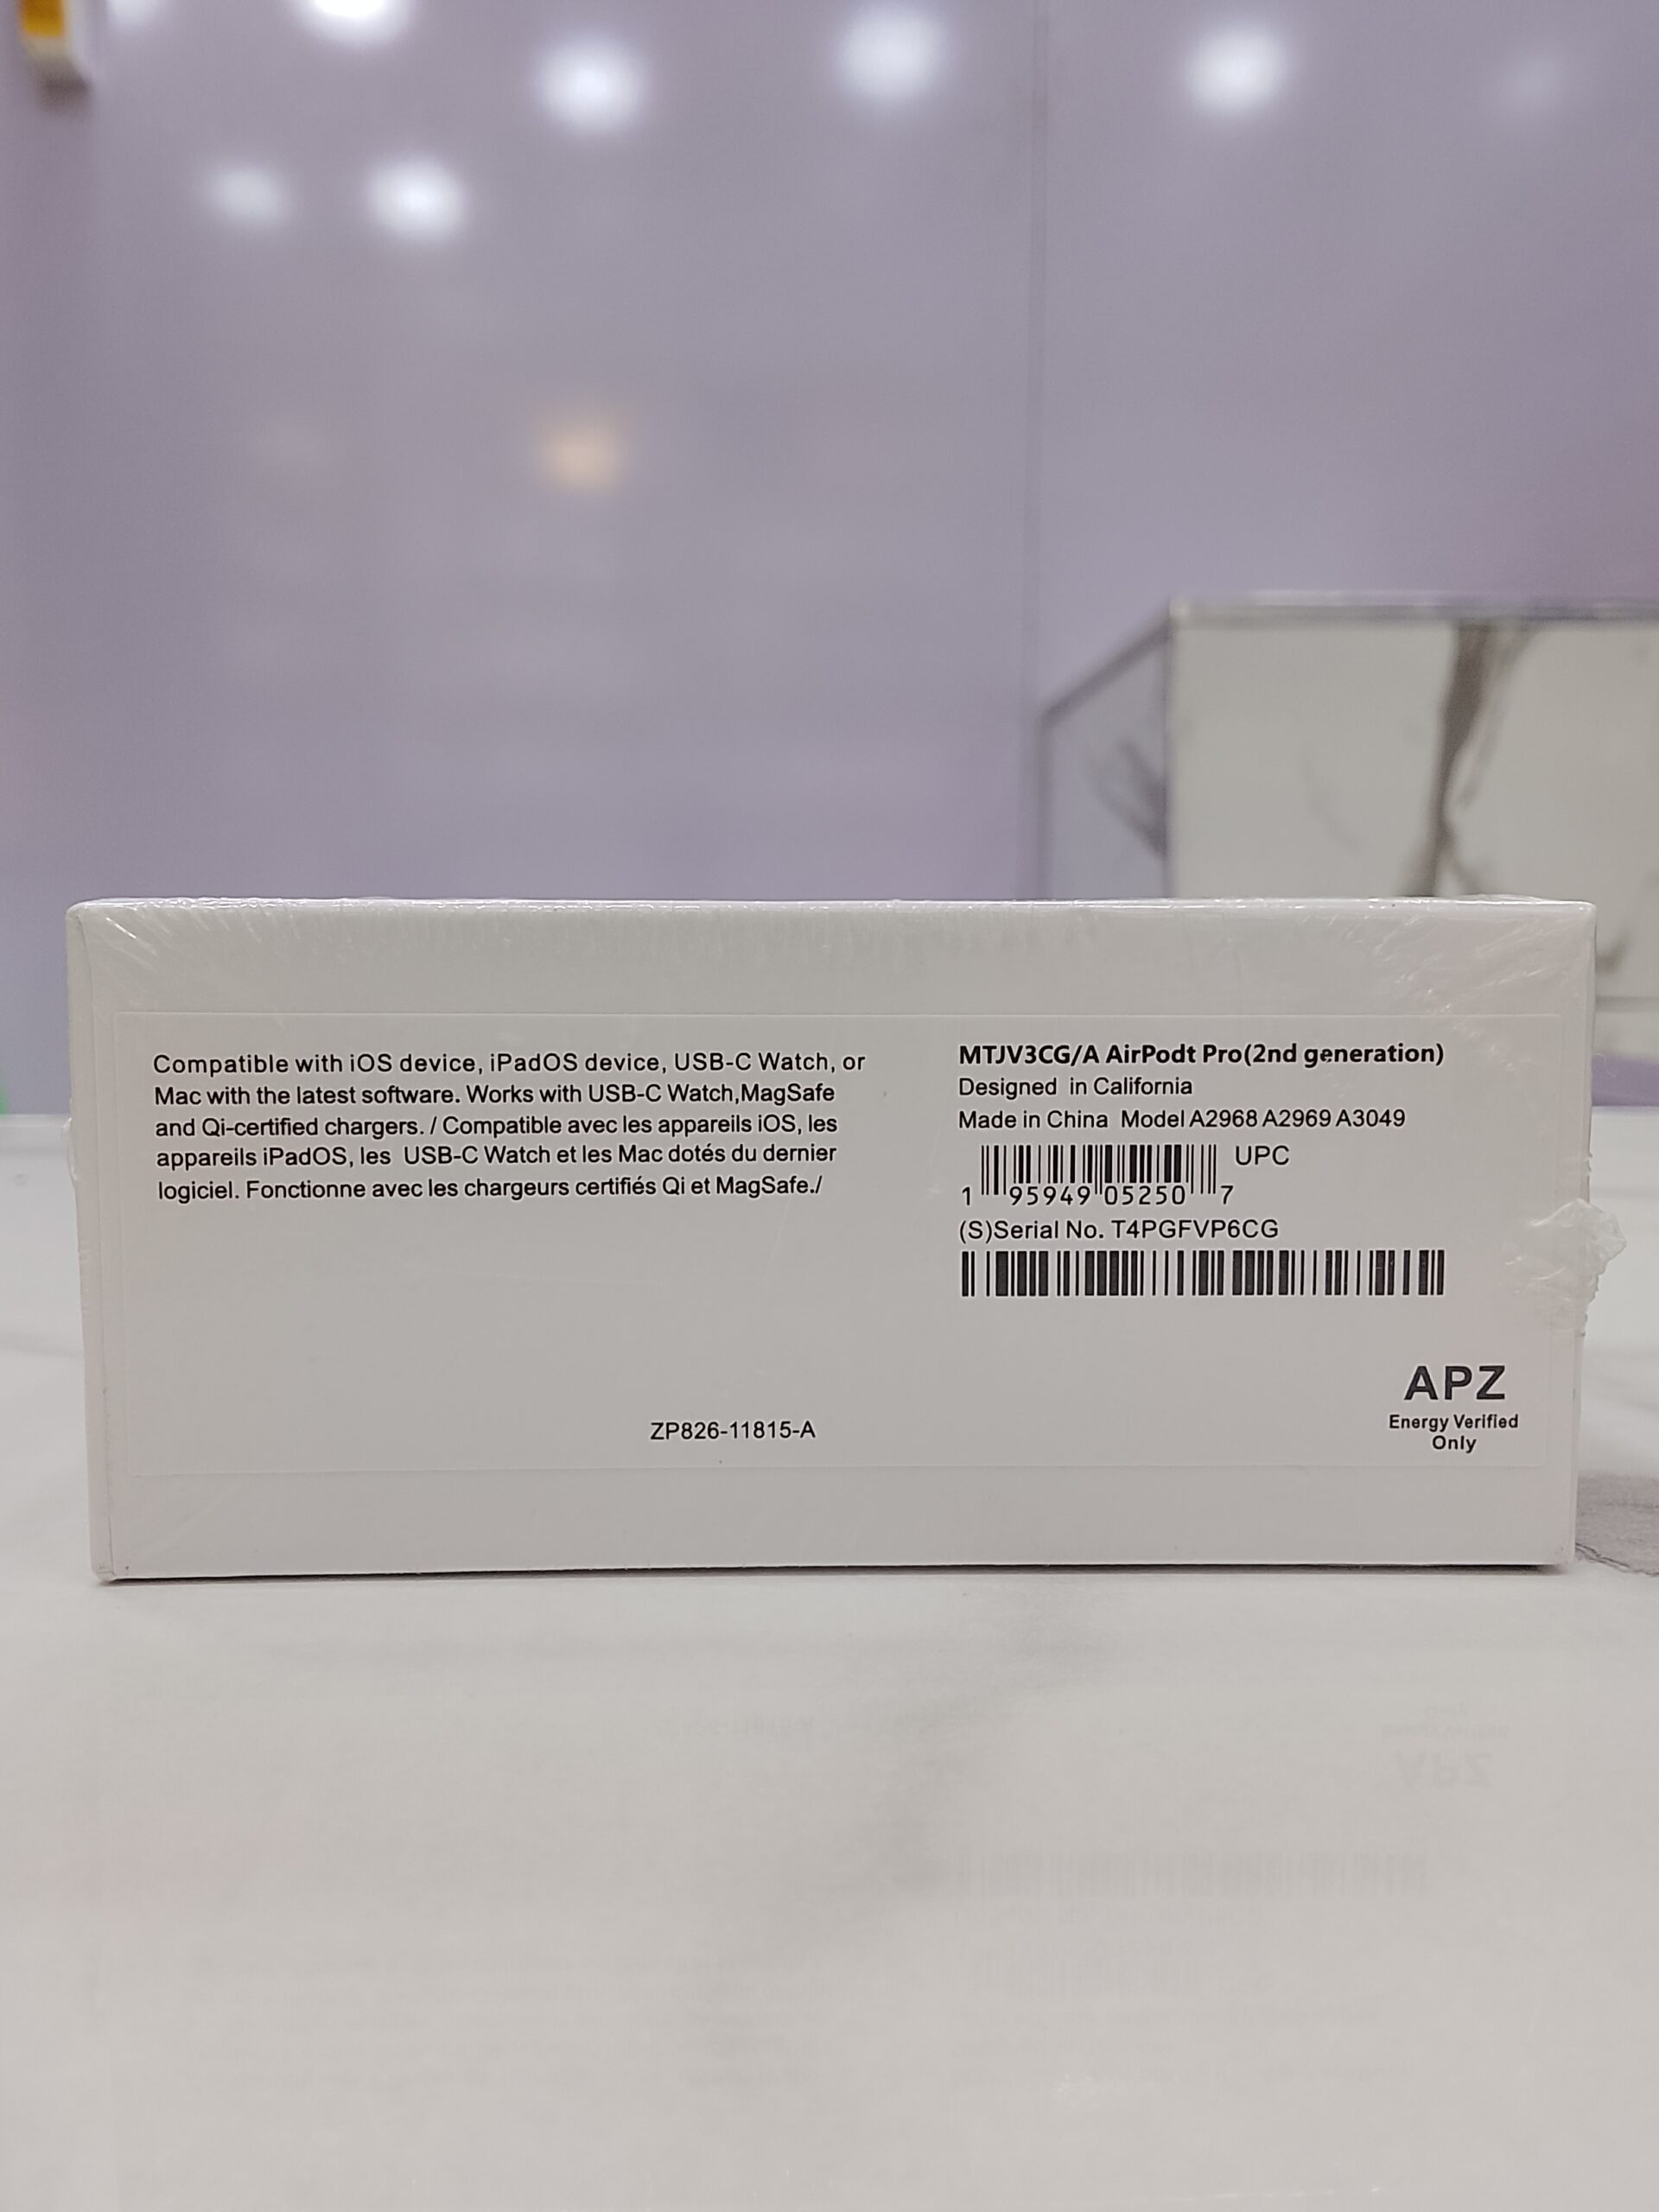 Compatible with iOS device, iPadOS device, USB-C Watch, or
Mac with the latest software. Works with USB-C Watch,MagSafe
and Qi-certified chargers. / Compatible avec les appareils iOS, les
appareils iPadOS, les USB-C Watch et les Mac dotés du dernier
logiciel. Fonctionne avec les chargeurs certifiés Qi et MagSafe./
ZP826-11815-A
MTJV3CG/A AirPodt Pro(2nd generation)
Designed in California
Made in China Model A2968 A2969 A3049
UPC
1 95949 05250 7
(S)Serial No. T4PGFVP6CG
APZ
Energy Verified
Only